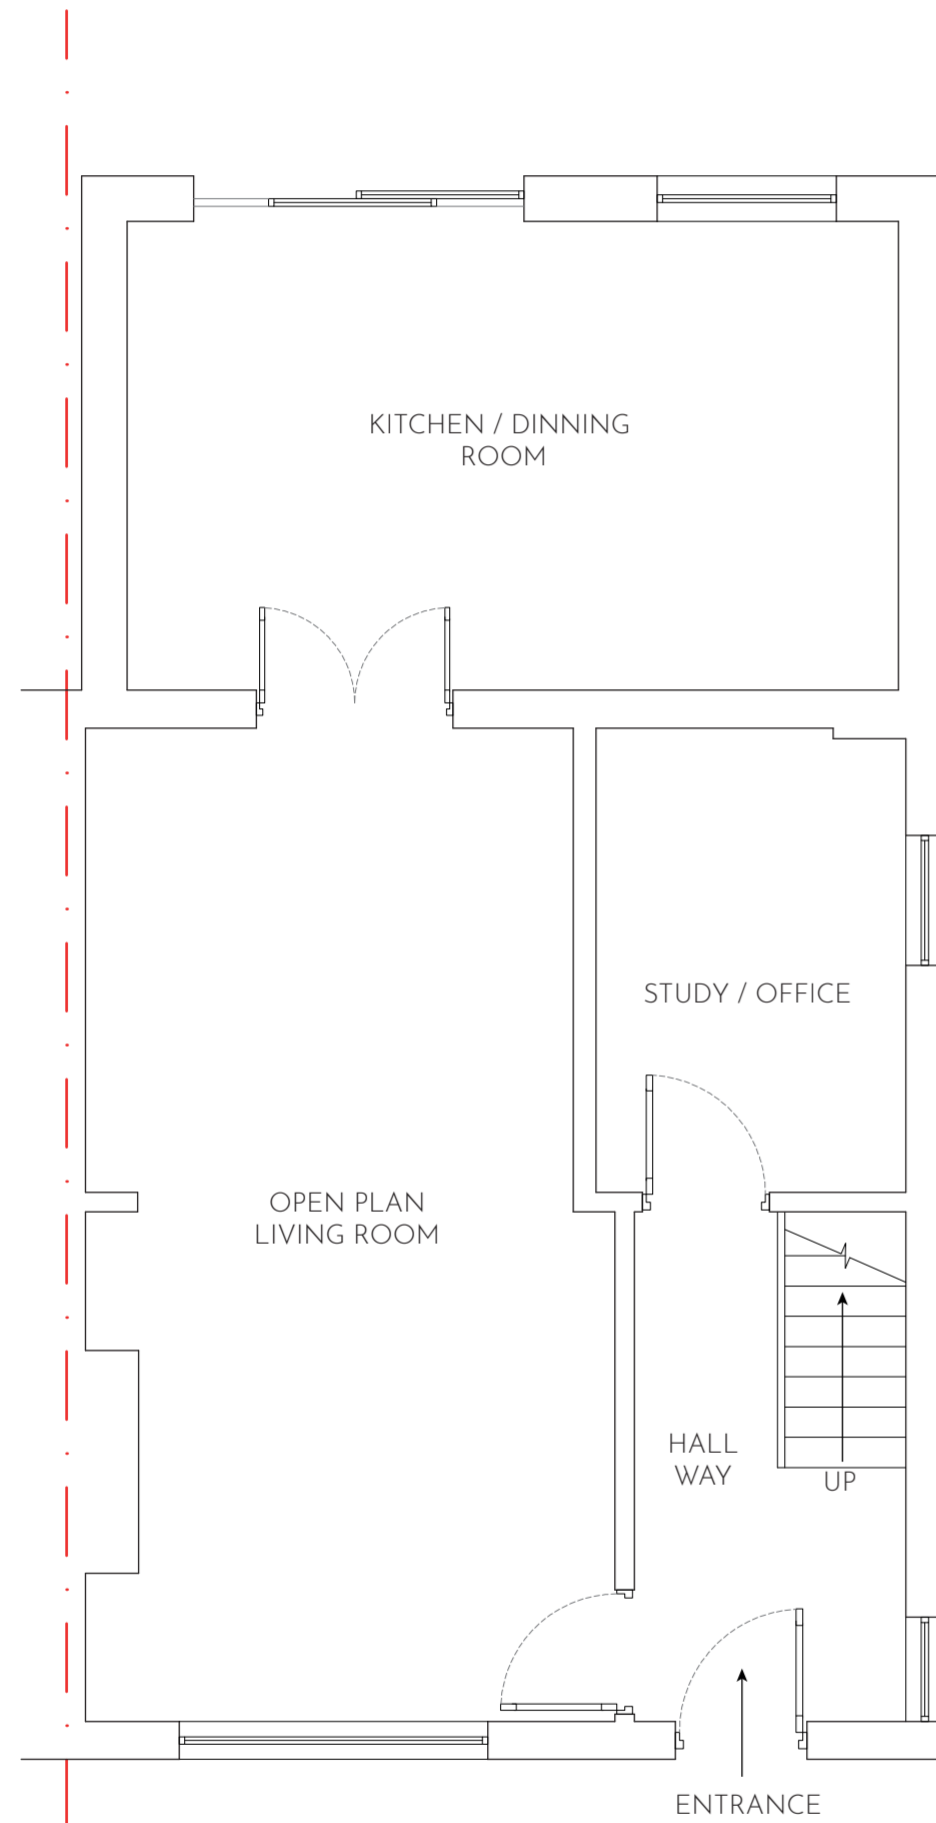 KITCHEN / DINNING
ROOM
STUDY / OFFICE
OPEN PLAN
LIVING ROOM
HALL
WAY
UP
ENTRANCE